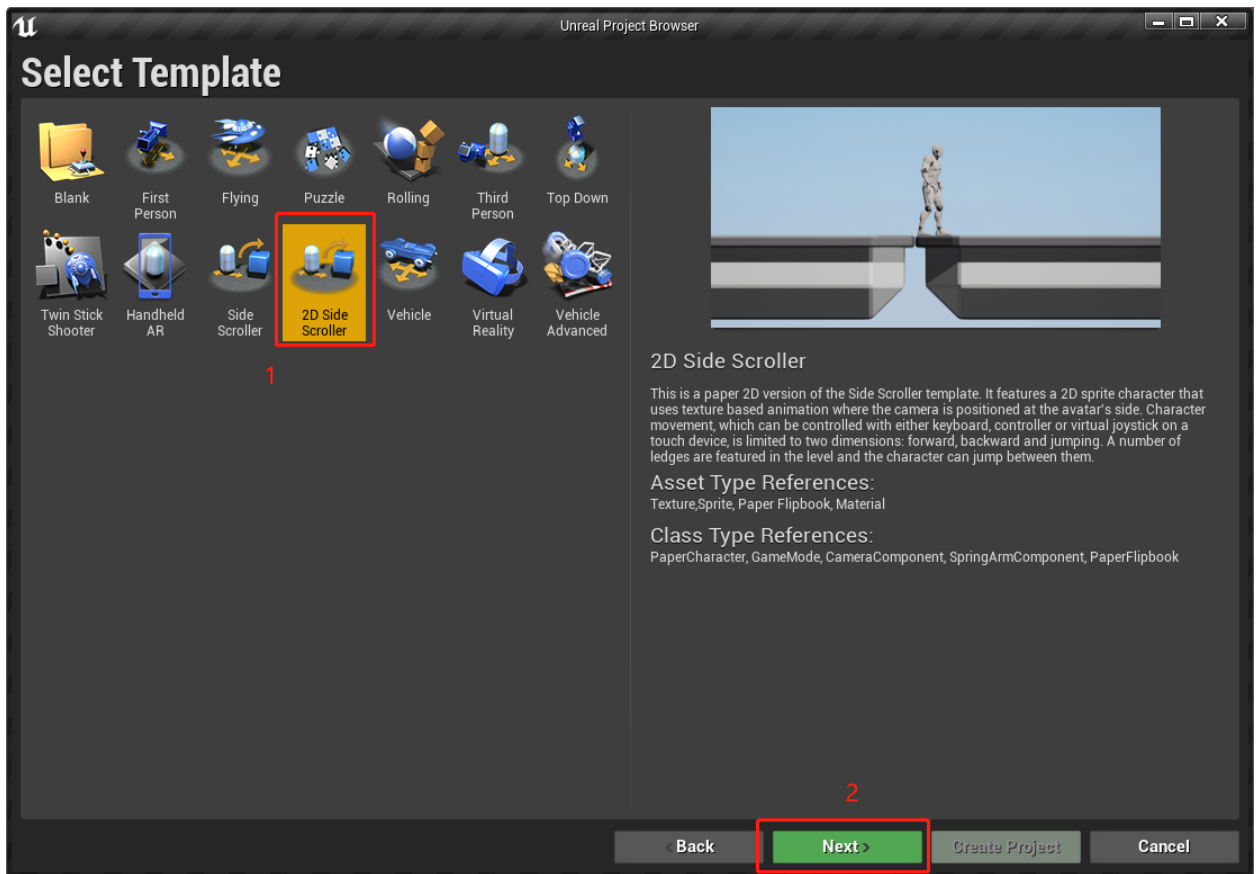 Unreal Project Browser
Select Template
Blank
First
Person
Flying
Puzzle
Rolling
Third
Person
Top Down
Twin Stick
Shooter
Handheld
AR
Side
Scroller
2D Side
Scroller
Vehicle
Virtual
Reality
Vehicle
Advanced
1
2D Side Scroller
This is a paper 2D version of the Side Scroller template. It features a 2D sprite character that
uses texture based animation where the camera is positioned at the avatar's side. Character
movement, which can be controlled with either keyboard, controller or virtual joystick on a
touch device, is limited to two dimensions: forward, backward and jumping. A number of
ledges are featured in the level and the character can jump between them.
Asset Type References:
Texture,Sprite, Paper Flipbook, Material
Class Type References:
PaperCharacter, GameMode, CameraComponent, SpringArmComponent, PaperFlipbook
2
< Back
Next >
Create Project
Cancel